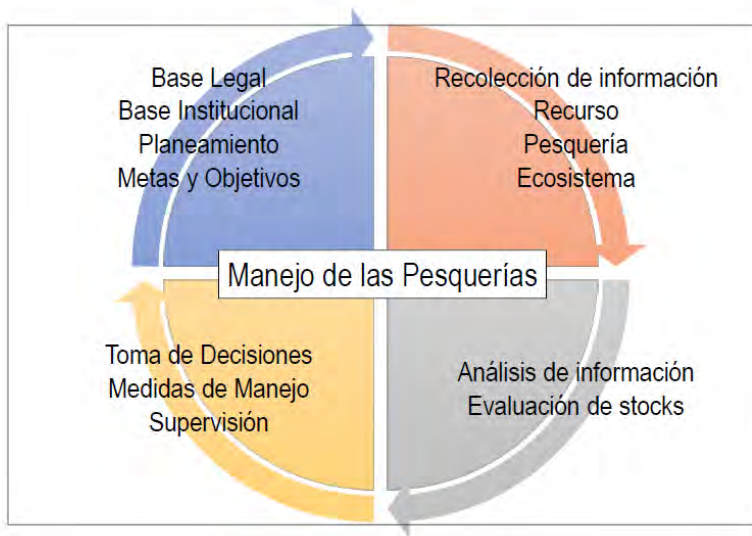 Base Legal
Base Institucional
Planeamiento
Metas y Objetivos
Recolección de información
Recurso
Pesquería
Ecosistema
Manejo de las Pesquerías
Toma de Decisiones
Medidas de Manejo
Supervisión
Análisis de información
Evaluación de stocks